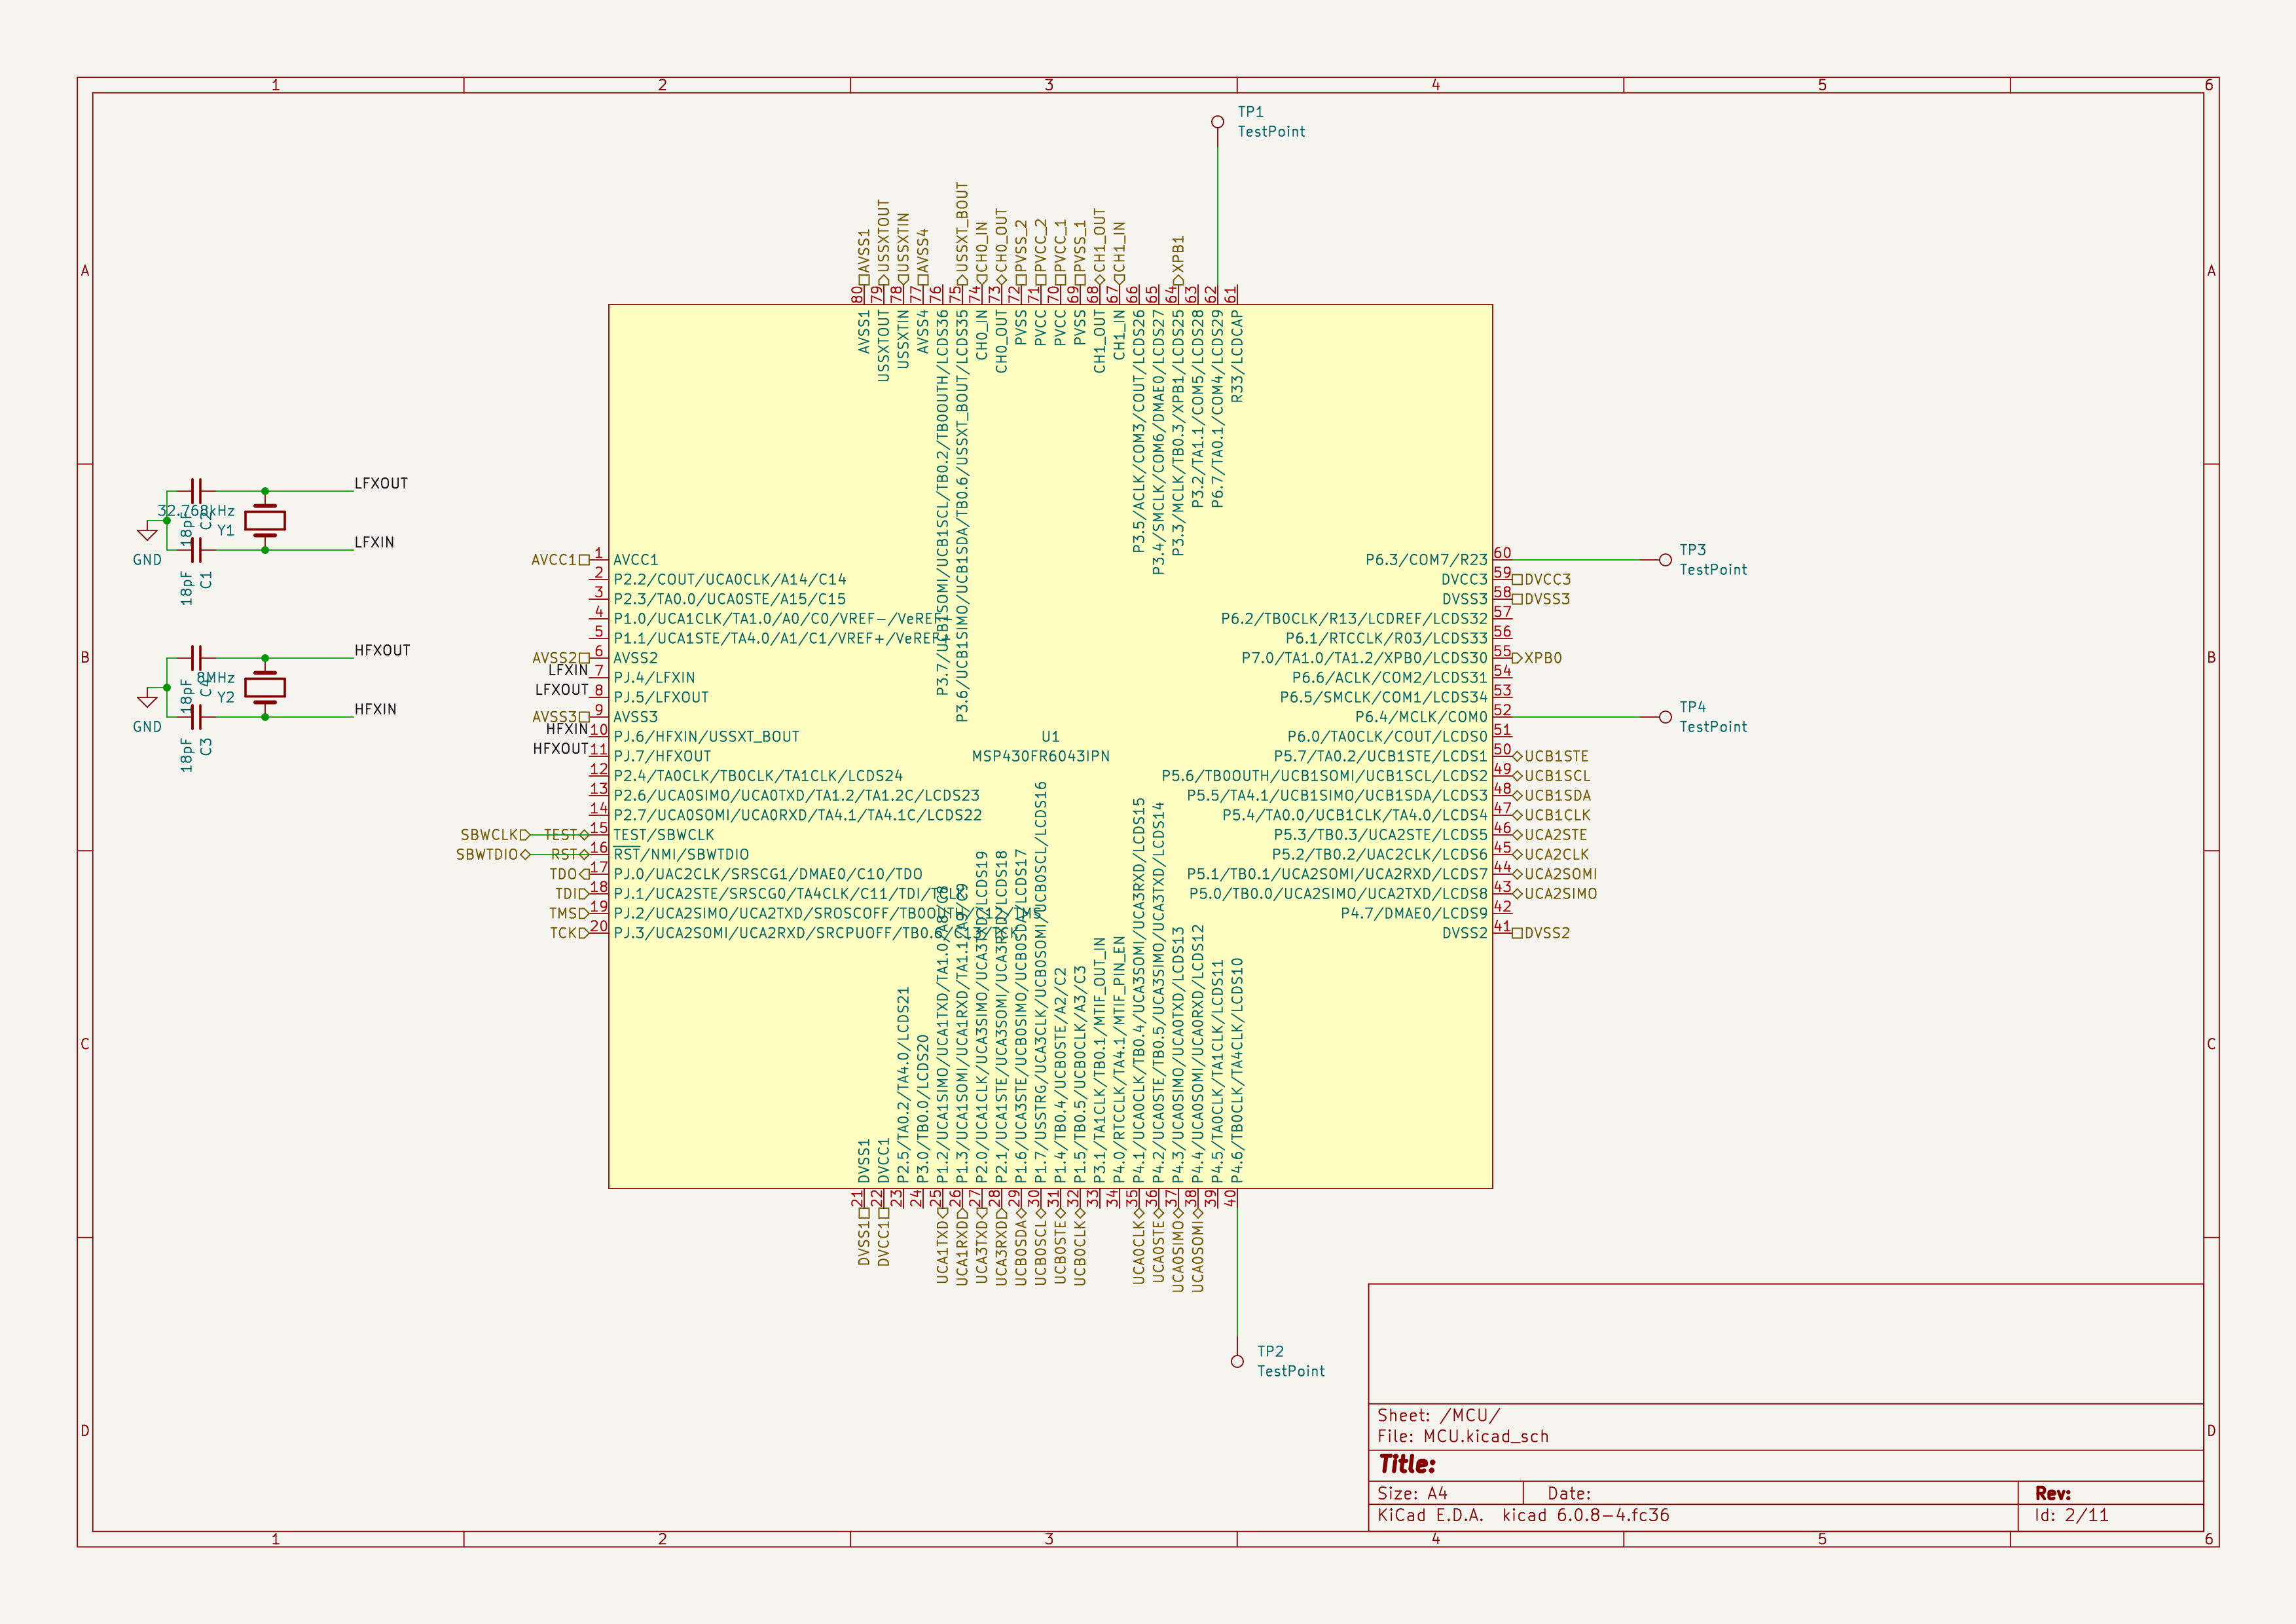 1 2 3 4 5 6
A A
B B
C C
D D
1 2 3 4 5 6
TP1
TestPoint
AVSS1
USSXTOUT
USSXTIN
AVSS4
USSXT_BOUT
CH0_IN
CH0_OUT
PVSS_2
PVCC_2
PVCC_1
PVSS_1
CH1_OUT
CH1_IN
XPB1
80 AVSS1
79 USSXTOUT
78 USSXTIN
77 AVSS4
76 P3.7/UCB1SOMI/UCB1SCL/TB0.2/TB0OUTH/LCDS36
75 P3.6/UCB1SIMO/UCB1SDA/TB0.6/USSXT_BOUT/LCDS35
74 CH0_IN
73 CH0_OUT
72 PVSS
71 PVCC
70 PVCC
69 PVSS
68 CH1_OUT
67 CH1_IN
66 P3.5/ACLK/COM3/COUT/LCDS26
65 P3.4/SMCLK/COM6/DMAE0/LCDS27
64 P3.3/MCLK/TB0.3/XPB1/LCDS25
63 P3.2/TA1.1/COM5/LCDS28
62 P6.7/TA0.1/COM4/LCDS29
61 R33/LCDCAP
LFXOUT
32.768kHz
Y1
18pF
C2
LFXIN
GND
18pF
C1
HFXOUT
8MHz
Y2
18pF
C4
HFXIN
GND
18pF
C3
AVCC1 1 AVCC1
2 P2.2/COUT/UCA0CLK/A14/C14
3 P2.3/TA0.0/UCA0STE/A15/C15
4 P1.0/UCA1CLK/TA1.0/A0/C0/VREF-/VeREF-
5 P1.1/UCA1STE/TA4.0/A1/C1/VREF+/VeREF+
AVSS2 6 AVSS2
LFXIN 7 PJ.4/LFXIN
LFXOUT 8 PJ.5/LFXOUT
AVSS3 9 AVSS3
HFXIN 10 PJ.6/HFXIN/USSXT_BOUT
HFXOUT 11 PJ.7/HFXOUT
12 P2.4/TA0CLK/TB0CLK/TA1CLK/LCDS24
13 P2.6/UCA0SIMO/UCA0TXD/TA1.2/TA1.2C/LCDS23
14 P2.7/UCA0SOMI/UCA0RXD/TA4.1/TA4.1C/LCDS22
SBWCLK TEST 15 TEST/SBWCLK
SBWTDIO RST 16 RST/NMI/SBWTDIO
TDO 17 PJ.0/UAC2CLK/SRSCG1/DMAE0/C10/TDO
TDI 18 PJ.1/UCA2STE/SRSCG0/TA4CLK/C11/TDI/TCLK
TMS 19 PJ.2/UCA2SIMO/UCA2TXD/SROSCOFF/TB0OUTH/C12/TMS
TCK 20 PJ.3/UCA2SOMI/UCA2RXD/SRCPUOFF/TB0.6/C13/TCK
U1
MSP430FR6043IPN
P6.3/COM7/R23 60
TP3
TestPoint
DVCC3 59 DVCC3
DVSS3 58 DVSS3
P6.2/TB0CLK/R13/LCDREF/LCDS32 57
P6.1/RTCCLK/R03/LCDS33 56
P7.0/TA1.0/TA1.2/XPB0/LCDS30 55 XPB0
P6.6/ACLK/COM2/LCDS31 54
P6.5/SMCLK/COM1/LCDS34 53
P6.4/MCLK/COM0 52
TP4
TestPoint
P6.0/TA0CLK/COUT/LCDS0 51
P5.7/TA0.2/UCB1STE/LCDS1 50 UCB1STE
P5.6/TB0OUTH/UCB1SOMI/UCB1SCL/LCDS2 49 UCB1SCL
P5.5/TA4.1/UCB1SIMO/UCB1SDA/LCDS3 48 UCB1SDA
P5.4/TA0.0/UCB1CLK/TA4.0/LCDS4 47 UCB1CLK
P5.3/TB0.3/UCA2STE/LCDS5 46 UCA2STE
P5.2/TB0.2/UAC2CLK/LCDS6 45 UCA2CLK
P5.1/TB0.1/UCA2SOMI/UCA2RXD/LCDS7 44 UCA2SOMI
P5.0/TB0.0/UCA2SIMO/UCA2TXD/LCDS8 43 UCA2SIMO
P4.7/DMAE0/LCDS9 42
DVSS2 41 DVSS2
DVSS1 21 DVSS1
DVCC1 22 DVCC1
P2.5/TA0.2/TA4.0/LCDS21 23
P3.0/TB0.0/LCDS20 24
P1.2/UCA1SIMO/UCA1TXD/TA1.0/A8/C8 25 UCA1TXD
P1.3/UCA1SOMI/UCA1RXD/TA1.1/A9/C9 26 UCA1RXD
P2.0/UCA1CLK/UCA3SIMO/UCA3TXD/LCDS19 27 UCA3TXD
P2.1/UCA1STE/UCA3SOMI/UCA3RXD/LCDS18 28 UCA3RXD
P1.6/UCA3STE/UCB0SIMO/UCB0SDA/LCDS17 29 UCB0SDA
P1.7/USSTRG/UCA3CLK/UCB0SOMI/UCB0SCL/LCDS16 30 UCB0SCL
P1.4/TB0.4/UCB0STE/A2/C2 31 UCB0STE
P1.5/TB0.5/UCB0CLK/A3/C3 32 UCB0CLK
P3.1/TA1CLK/TB0.1/MTIF_OUT_IN 33
P4.0/RTCCLK/TA4.1/MTIF_PIN_EN 34
P4.1/UCA0CLK/TB0.4/UCA3SOMI/UCA3RXD/LCDS15 35 UCA0CLK
P4.2/UCA0STE/TB0.5/UCA3SIMO/UCA3TXD/LCDS14 36 UCA0STE
P4.3/UCA0SIMO/UCA0TXD/LCDS13 37 UCA0SIMO
P4.4/UCA0SOMI/UCA0RXD/LCDS12 38 UCA0SOMI
P4.5/TA0CLK/TA1CLK/LCDS11 39
P4.6/TB0CLK/TA4CLK/LCDS10 40
TP2
TestPoint
Sheet: /MCU/
File: MCU.kicad_sch
Title:
Size: A4 Date: Rev:
KiCad E.D.A. kicad 6.0.8-4.fc36 Id: 2/11